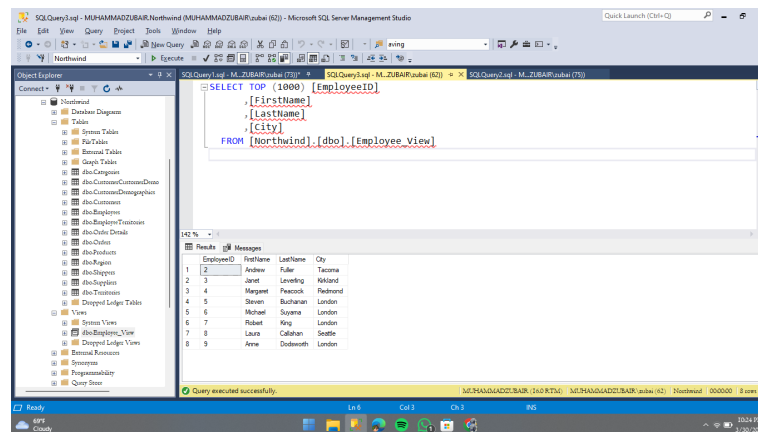 SQLQuery3.sql - MUHAMMADZUBAIR.Northwind (MUHAMMADZUBAIR\zubai (62)) - Microsoft SQL Server Management Studio
Quick Launch (Ctrl+Q)
File Edit View Query Project Tools Window Help
New Query
aving
Northwind
Execute
Object Explorer
SQLQuery1.sql - M...ZUBAIR\zubai (73))*
SQLQuery3.sql - M...ZUBAIR\zubai (62))
SQLQuery2.sql - M...ZUBAIR\zubai (75))
Connect
Northwind
Database Diagrams
Tables
System Tables
FileTables
External Tables
Graph Tables
dbo.Categories
dbo.CustomerCustomerDemo
dbo.CustomerDemographics
dbo.Customers
dbo.Employees
dbo.EmployeeTerritories
dbo.Order Details
dbo.Orders
dbo.Products
dbo.Region
dbo.Shippers
dbo.Suppliers
dbo.Territories
Dropped Ledger Tables
Views
System Views
dbo.Employee_View
Dropped Ledger Views
External Resources
Synonyms
Programmability
Query Store
SELECT TOP (1000) [EmployeeID]
,[FirstName]
,[LastName]
,[City]
FROM [Northwind].[dbo].[Employee_View]
142 %
Results Messages
EmployeeID FirstName LastName City
1 2 Andrew Fuller Tacoma
2 3 Janet Leverling Kirkland
3 4 Margaret Peacock Redmond
4 5 Steven Buchanan London
5 6 Michael Suyama London
6 7 Robert King London
7 8 Laura Callahan Seattle
8 9 Anne Dodsworth London
Query executed successfully.
MUHAMMADZUBAIR (16.0 RTM) MUHAMMADZUBAIR\zubai (62) Northwind 00:00:00 8 rows
Ready
Ln 6 Col 3 Ch 3 INS
69°F
Cloudy
10:24 P